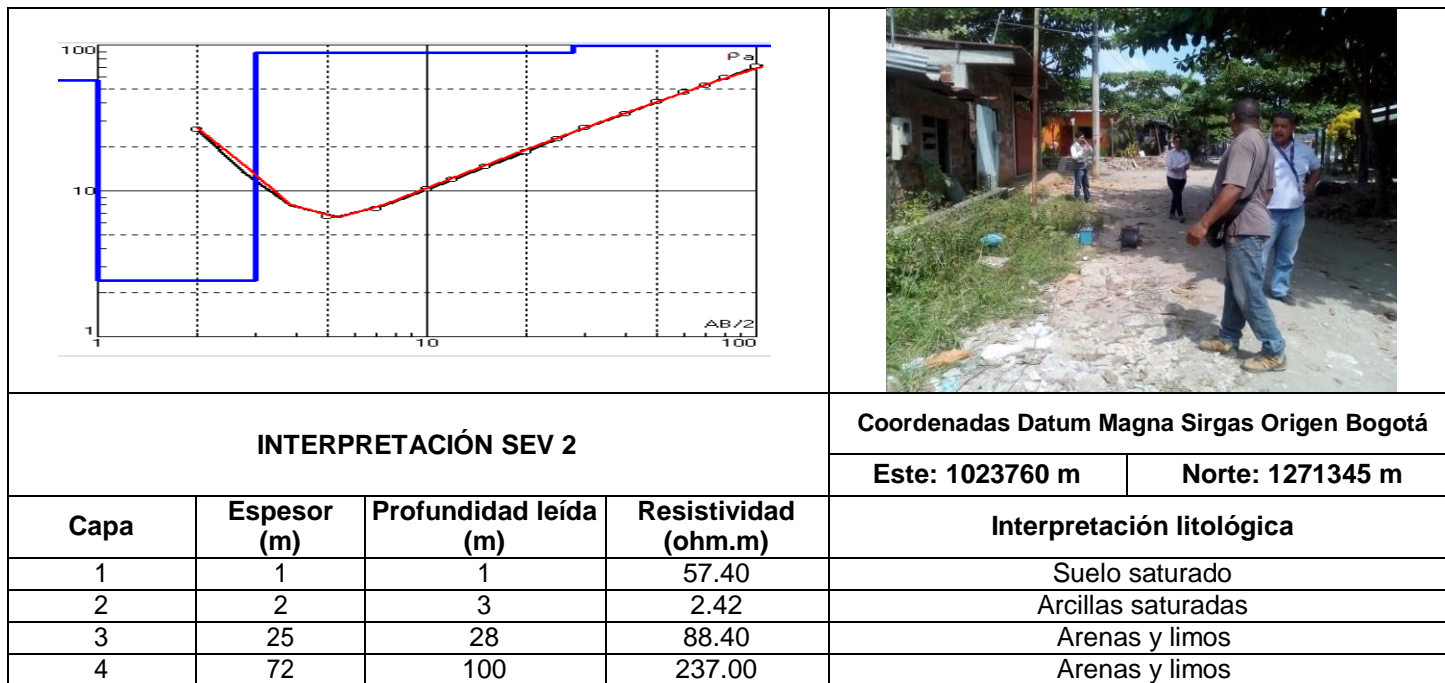 100
Pa
10
1
AB/2
1
10
100
INTERPRETACIÓN SEV 2
Coordenadas Datum Magna Sirgas Origen Bogotá
Este: 1023760 m
Norte: 1271345 m
Capa
Espesor
(m)
Profundidad leída
(m)
Resistividad
(ohm.m)
Interpretación litológica
1 1 1 57.40 Suelo saturado
2 2 3 2.42 Arcillas saturadas
3 25 28 88.40 Arenas y limos
4 72 100 237.00 Arenas y limos